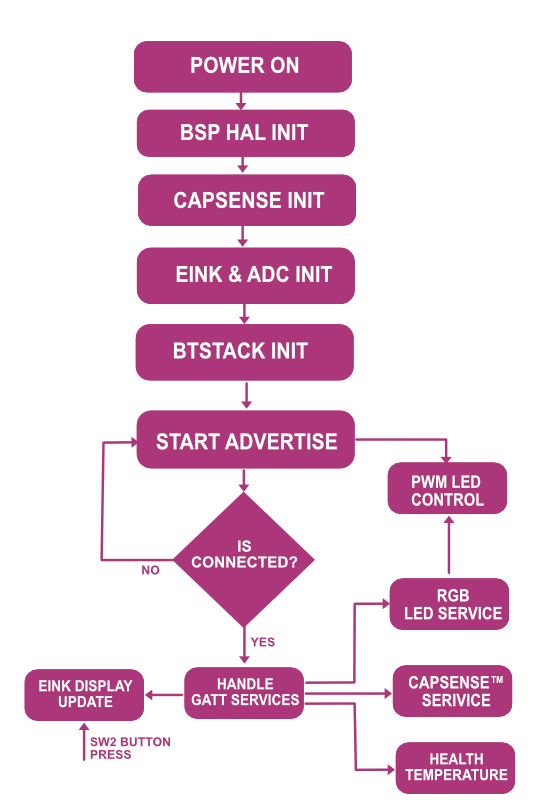 POWER ON
BSP HAL INIT
CAPSENSE INIT
EINK & ADC INIT
BTSTACK INIT
START ADVERTISE
PWM LED
CONTROL
IS
CONNECTED?
NO
YES
RGB
LED SERVICE
HANDLE
GATT SERVICES
EINK DISPLAY
UPDATE
CAPSENSE™
SERIVICE
SW2 BUTTON
PRESS
HEALTH
TEMPERATURE